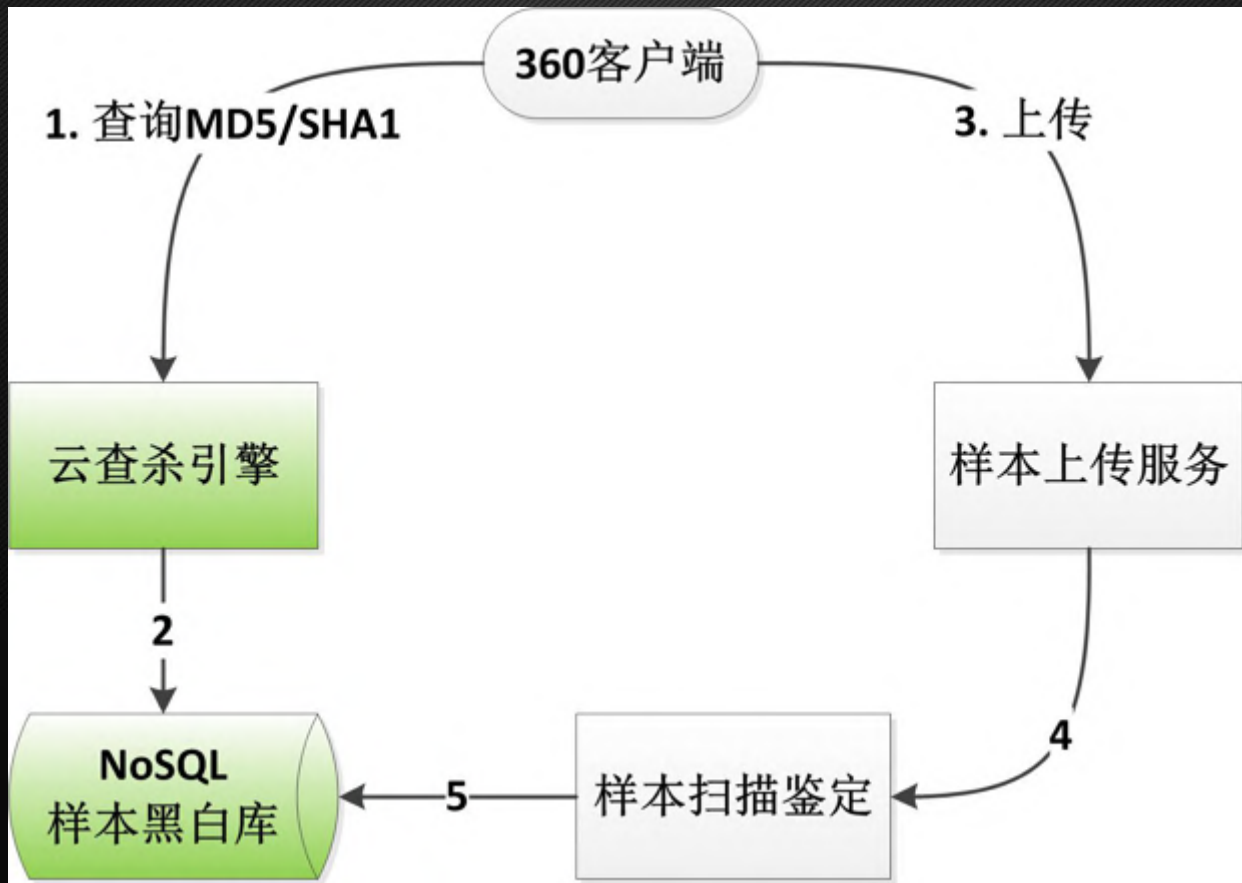 360客户端
1. 查询MD5/SHA1
3. 上传
云查杀引擎
样本上传服务
2
4
NoSQL
样本黑白库
5
样本扫描鉴定